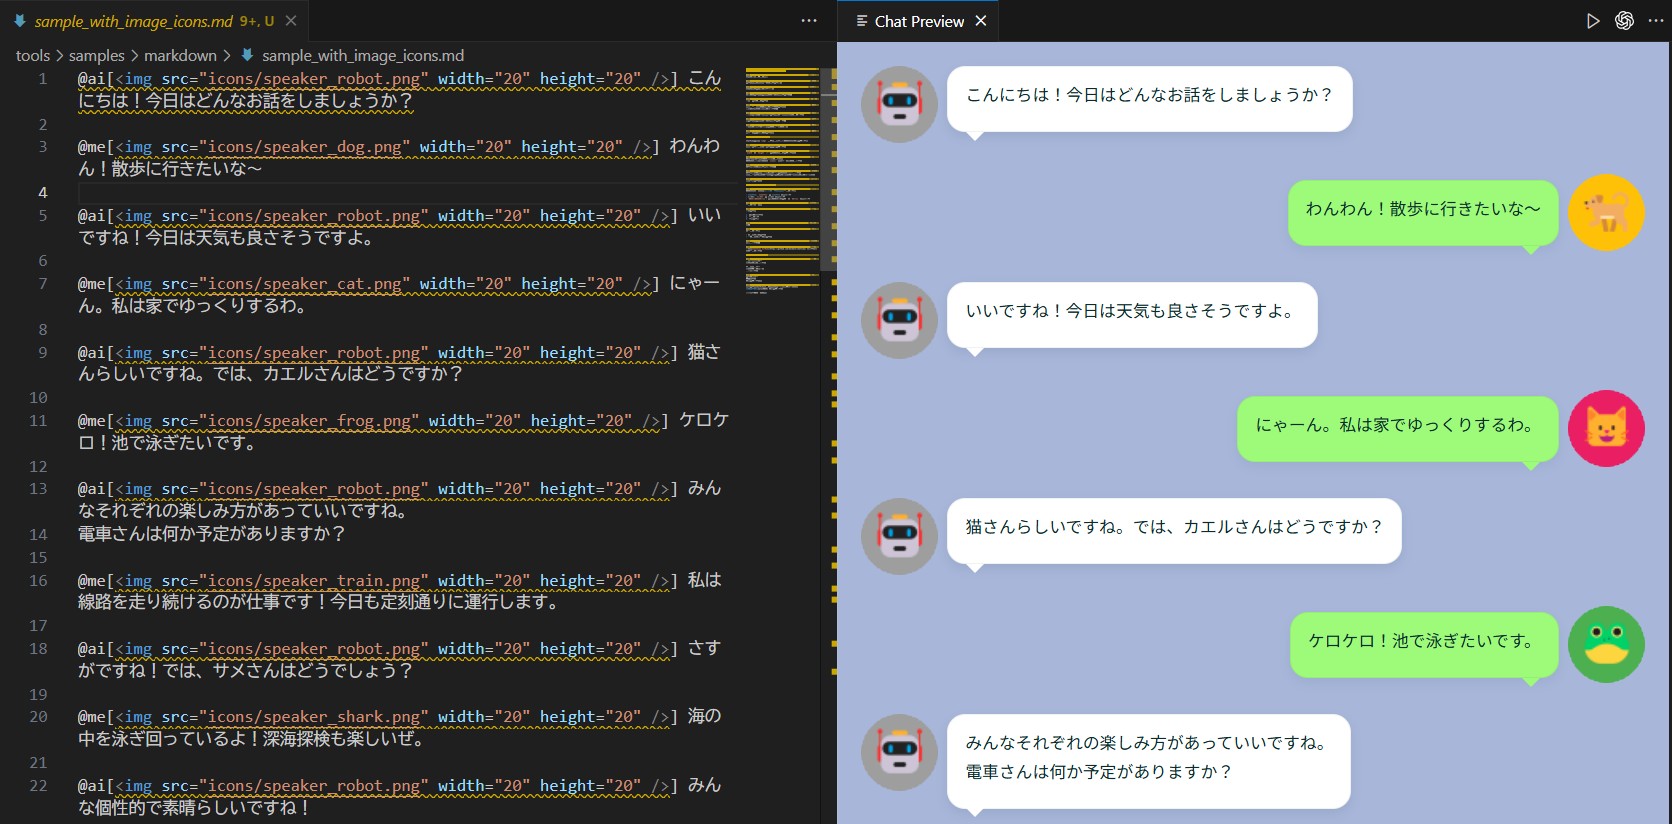 sample_with_image_icons.md 9+, U
tools > samples > markdown > sample_with_image_icons.md
1 @ai[<img src="icons/speaker_robot.png" width="20" height="20" />] こん
にちは！今日はどんなお話をしましょうか？
2
3 @me[<img src="icons/speaker_dog.png" width="20" height="20" />] わんわ
ん！散歩に行きたいな～
4
5 @ai[<img src="icons/speaker_robot.png" width="20" height="20" />] いい
ですね！今日は天気も良さそうですよ。
6
7 @me[<img src="icons/speaker_cat.png" width="20" height="20" />] にゃー
ん。私は家でゆっくりするわ。
8
9 @ai[<img src="icons/speaker_robot.png" width="20" height="20" />] 猫さ
んらしいですね。では、カエルさんはどうですか？
10
11 @me[<img src="icons/speaker_frog.png" width="20" height="20" />] ケロケ
ロ！池で泳ぎたいです。
12
13 @ai[<img src="icons/speaker_robot.png" width="20" height="20" />] みん
なそれぞれの楽しみ方があっていいですね。
14 電車さんは何か予定がありますか？
15
16 @me[<img src="icons/speaker_train.png" width="20" height="20" />] 私は
線路を走り続けるのが仕事です！今日も定刻通りに運行します。
17
18 @ai[<img src="icons/speaker_robot.png" width="20" height="20" />] さす
がですね！では、サメさんはどうでしょう？
19
20 @me[<img src="icons/speaker_shark.png" width="20" height="20" />] 海の
中を泳ぎ回っているよ！深海探検も楽しいぜ。
21
22 @ai[<img src="icons/speaker_robot.png" width="20" height="20" />] みん
な個性的で素晴らしいですね！
Chat Preview
こんにちは！今日はどんなお話をしましょうか？
わんわん！散歩に行きたいな～
いいですね！今日は天気も良さそうですよ。
にゃーん。私は家でゆっくりするわ。
猫さんらしいですね。では、カエルさんはどうですか？
ケロケロ！池で泳ぎたいです。
みんなそれぞれの楽しみ方があっていいですね。
電車さんは何か予定がありますか？